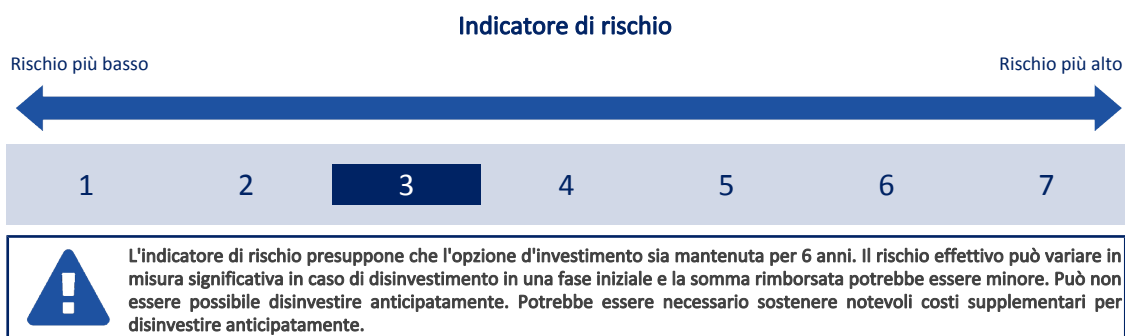 Indicatore di rischio
Rischio più basso Rischio più alto
1 2 3 4 5 6 7
L'indicatore di rischio presuppone che l'opzione d'investimento sia mantenuta per 6 anni. Il rischio effettivo può variare in
misura significativa in caso di disinvestimento in una fase iniziale e la somma rimborsata potrebbe essere minore. Può non
essere possibile disinvestire anticipatamente. Potrebbe essere necessario sostenere notevoli costi supplementari per
disinvestire anticipatamente.